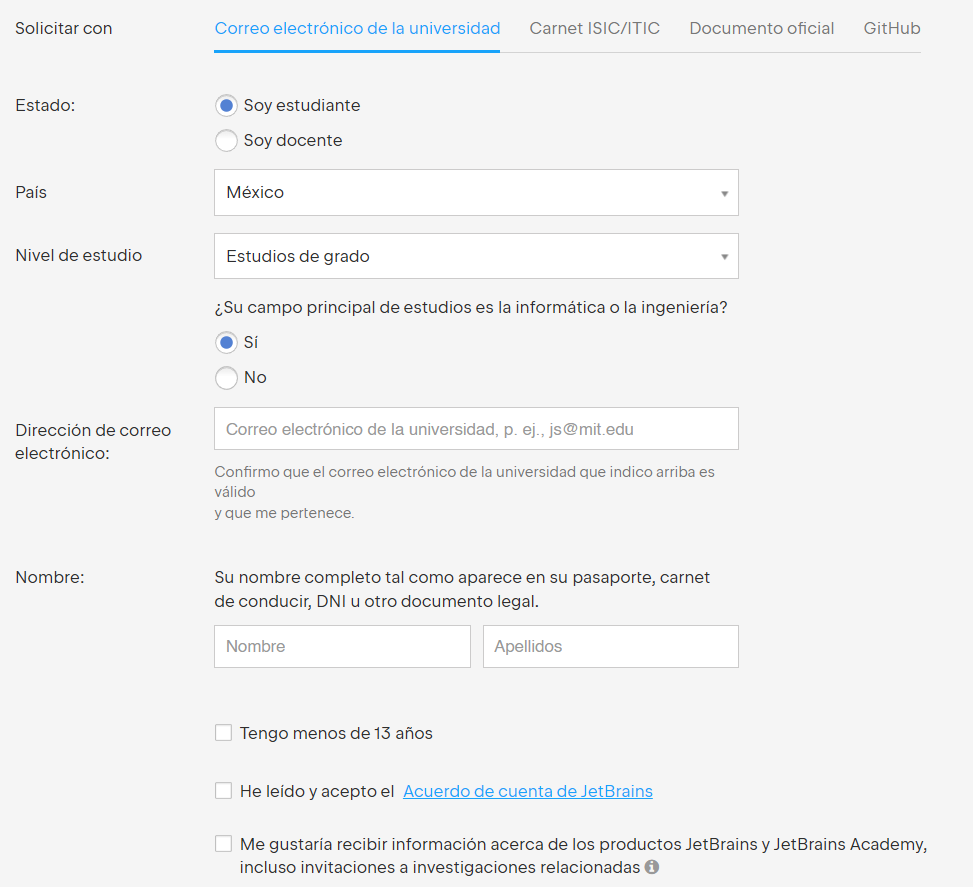 Solicitar con
Correo electrónico de la universidad
Carnet ISIC/ITIC
Documento oficial
GitHub
Estado:
Soy estudiante
Soy docente
País
México
Nivel de estudio
Estudios de grado
¿Su campo principal de estudios es la informática o la ingeniería?
Sí
No
Dirección de correo
electrónico:
Correo electrónico de la universidad, p. ej., js@mit.edu
Confirmo que el correo electrónico de la universidad que indico arriba es
válido
y que me pertenece.
Nombre:
Su nombre completo tal como aparece en su pasaporte, carnet
de conducir, DNI u otro documento legal.
Nombre
Apellidos
Tengo menos de 13 años
He leído y acepto el Acuerdo de cuenta de JetBrains
Me gustaría recibir información acerca de los productos JetBrains y JetBrains Academy,
incluso invitaciones a investigaciones relacionadas